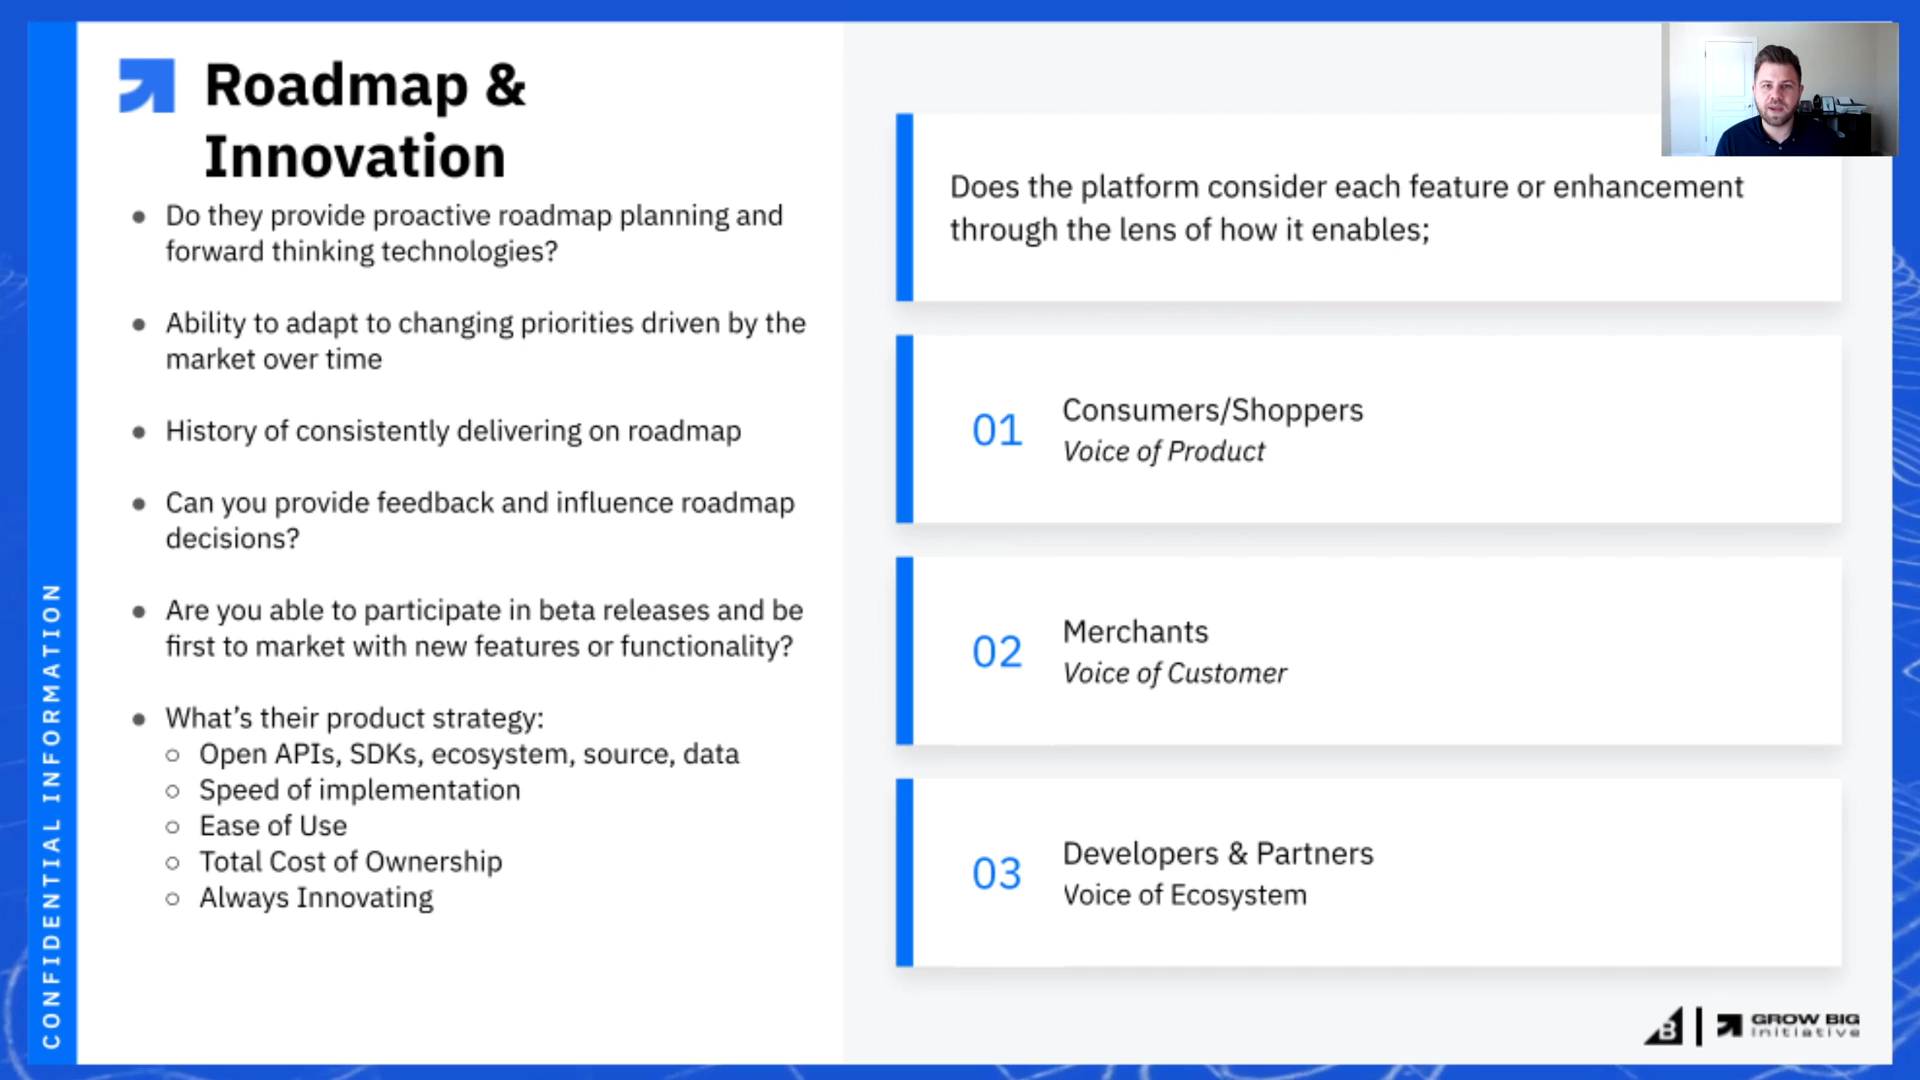 Roadmap &
Innovation
● Do they provide proactive roadmap planning and
forward thinking technologies?
● Ability to adapt to changing priorities driven by the
market over time
● History of consistently delivering on roadmap
● Can you provide feedback and influence roadmap
decisions?
● Are you able to participate in beta releases and be
first to market with new features or functionality?
● What’s their product strategy:
○ Open APIs, SDKs, ecosystem, source, data
○ Speed of implementation
○ Ease of Use
○ Total Cost of Ownership
○ Always Innovating
CONFIDENTIAL INFORMATION
Does the platform consider each feature or enhancement
through the lens of how it enables;
01
Consumers/Shoppers
Voice of Product
02
Merchants
Voice of Customer
03
Developers & Partners
Voice of Ecosystem
B
GROW BIG
Initiative